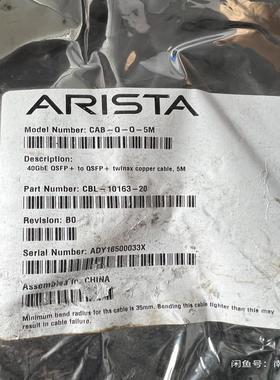 ARISTA
Model Number: CAB-Q-Q-5M
Description:
40GbE QSFP+ to QSFP+ twinax copper cable, 5M
Part Number: CBL-10163-20
Revision: B0
Serial Number: ADY16500033X
Assembled in CHINA
Minimum bend radius for this cable is 35mm. Bending this cable tighter than this may
result in cable failure.
闲鱼号: